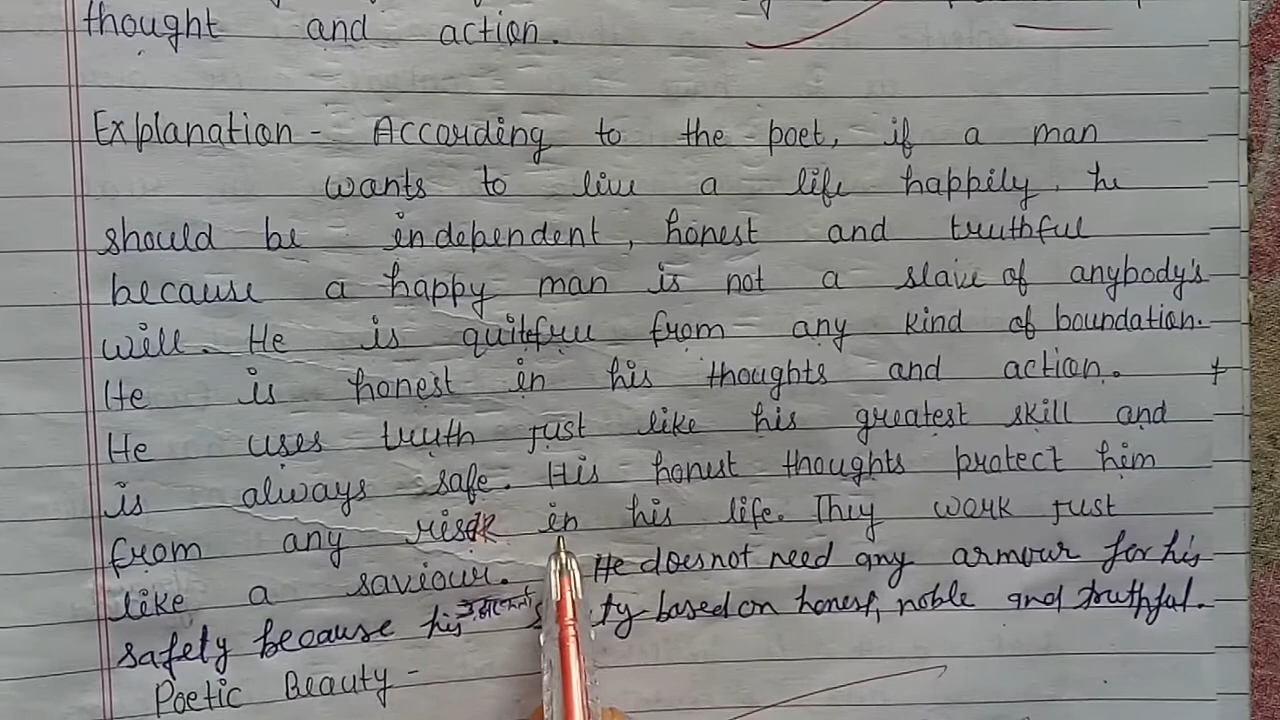 thought and action.
Explanation - According to the poet, if a man
wants to live a life happily, he
should be independent, honest and truthful
because a happy man is not a slave of anybody's
will. He is quite free from any kind of boundation.
He is honest in his thoughts and action.
He uses truth just like his greatest skill and
is always safe. His honest thoughts protect him
from any risk in his life. They work just
like a saviour. He does not need any armour for his
safety because his based on honest, noble and truthful.
Poetic Beauty -